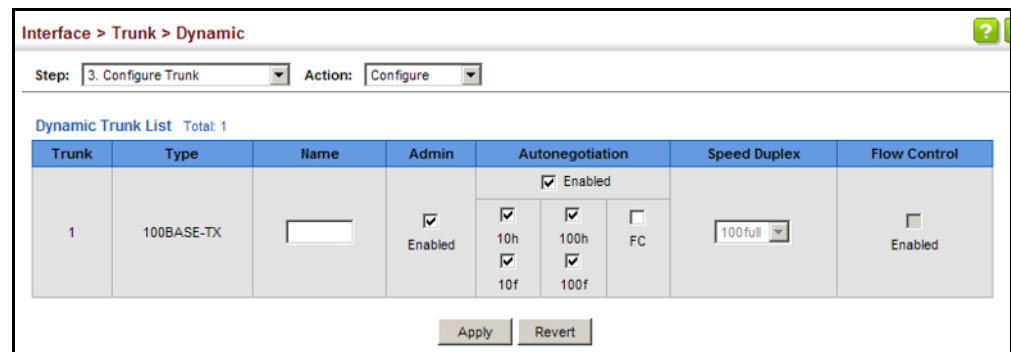 Interface > Trunk > Dynamic ?
Step: 3. Configure Trunk Action: Configure
Dynamic Trunk List Total: 1
Trunk Type Name Admin Autonegotiation Speed Duplex Flow Control
Enabled
1 100BASE-TX Enabled 10h 100h FC 100full Enabled
10f 100f
Apply Revert